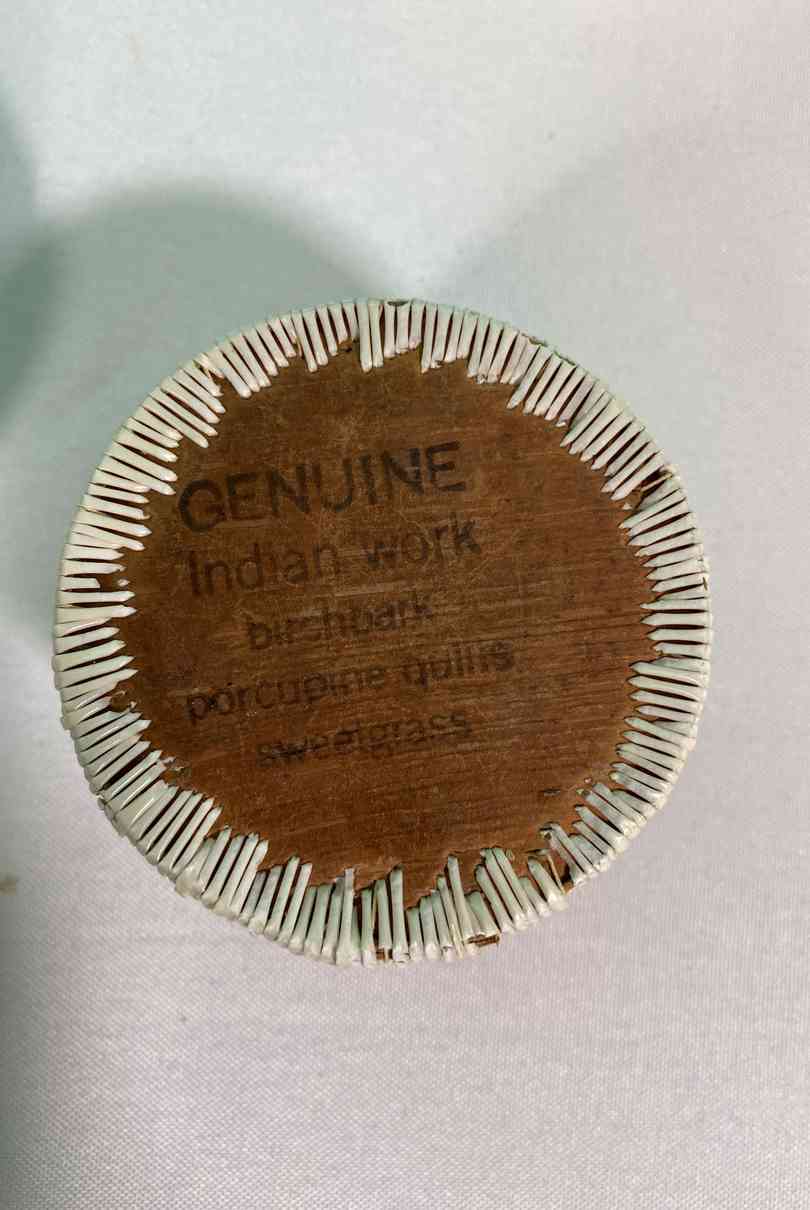 GENUINE
Indian work
birchbark
porcupine quills
sweetgrass